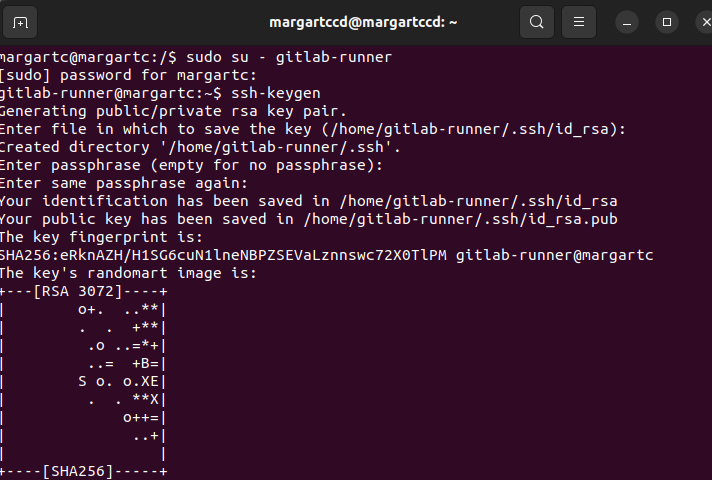 margartccd@margartccd: ~
margartc@margartc:/$ sudo su - gitlab-runner
[sudo] password for margartc:
gitlab-runner@margartc:~$ ssh-keygen
Generating public/private rsa key pair.
Enter file in which to save the key (/home/gitlab-runner/.ssh/id_rsa):
Created directory '/home/gitlab-runner/.ssh'.
Enter passphrase (empty for no passphrase):
Enter same passphrase again:
Your identification has been saved in /home/gitlab-runner/.ssh/id_rsa
Your public key has been saved in /home/gitlab-runner/.ssh/id_rsa.pub
The key fingerprint is:
SHA256:eRknAZH/H1SG6cuN1lneNBPZSEVaLznnswc72X0TlPM gitlab-runner@margartc
The key's randomart image is:
+---[RSA 3072]----+
|        o+.  ..**|
|        .  .  +**|
|         .o ..=*+|
|         ..=  +B=|
|        S o. o.XE|
|         .  . **X|
|             o++=|
|              ..+|
|                 |
+----[SHA256]-----+